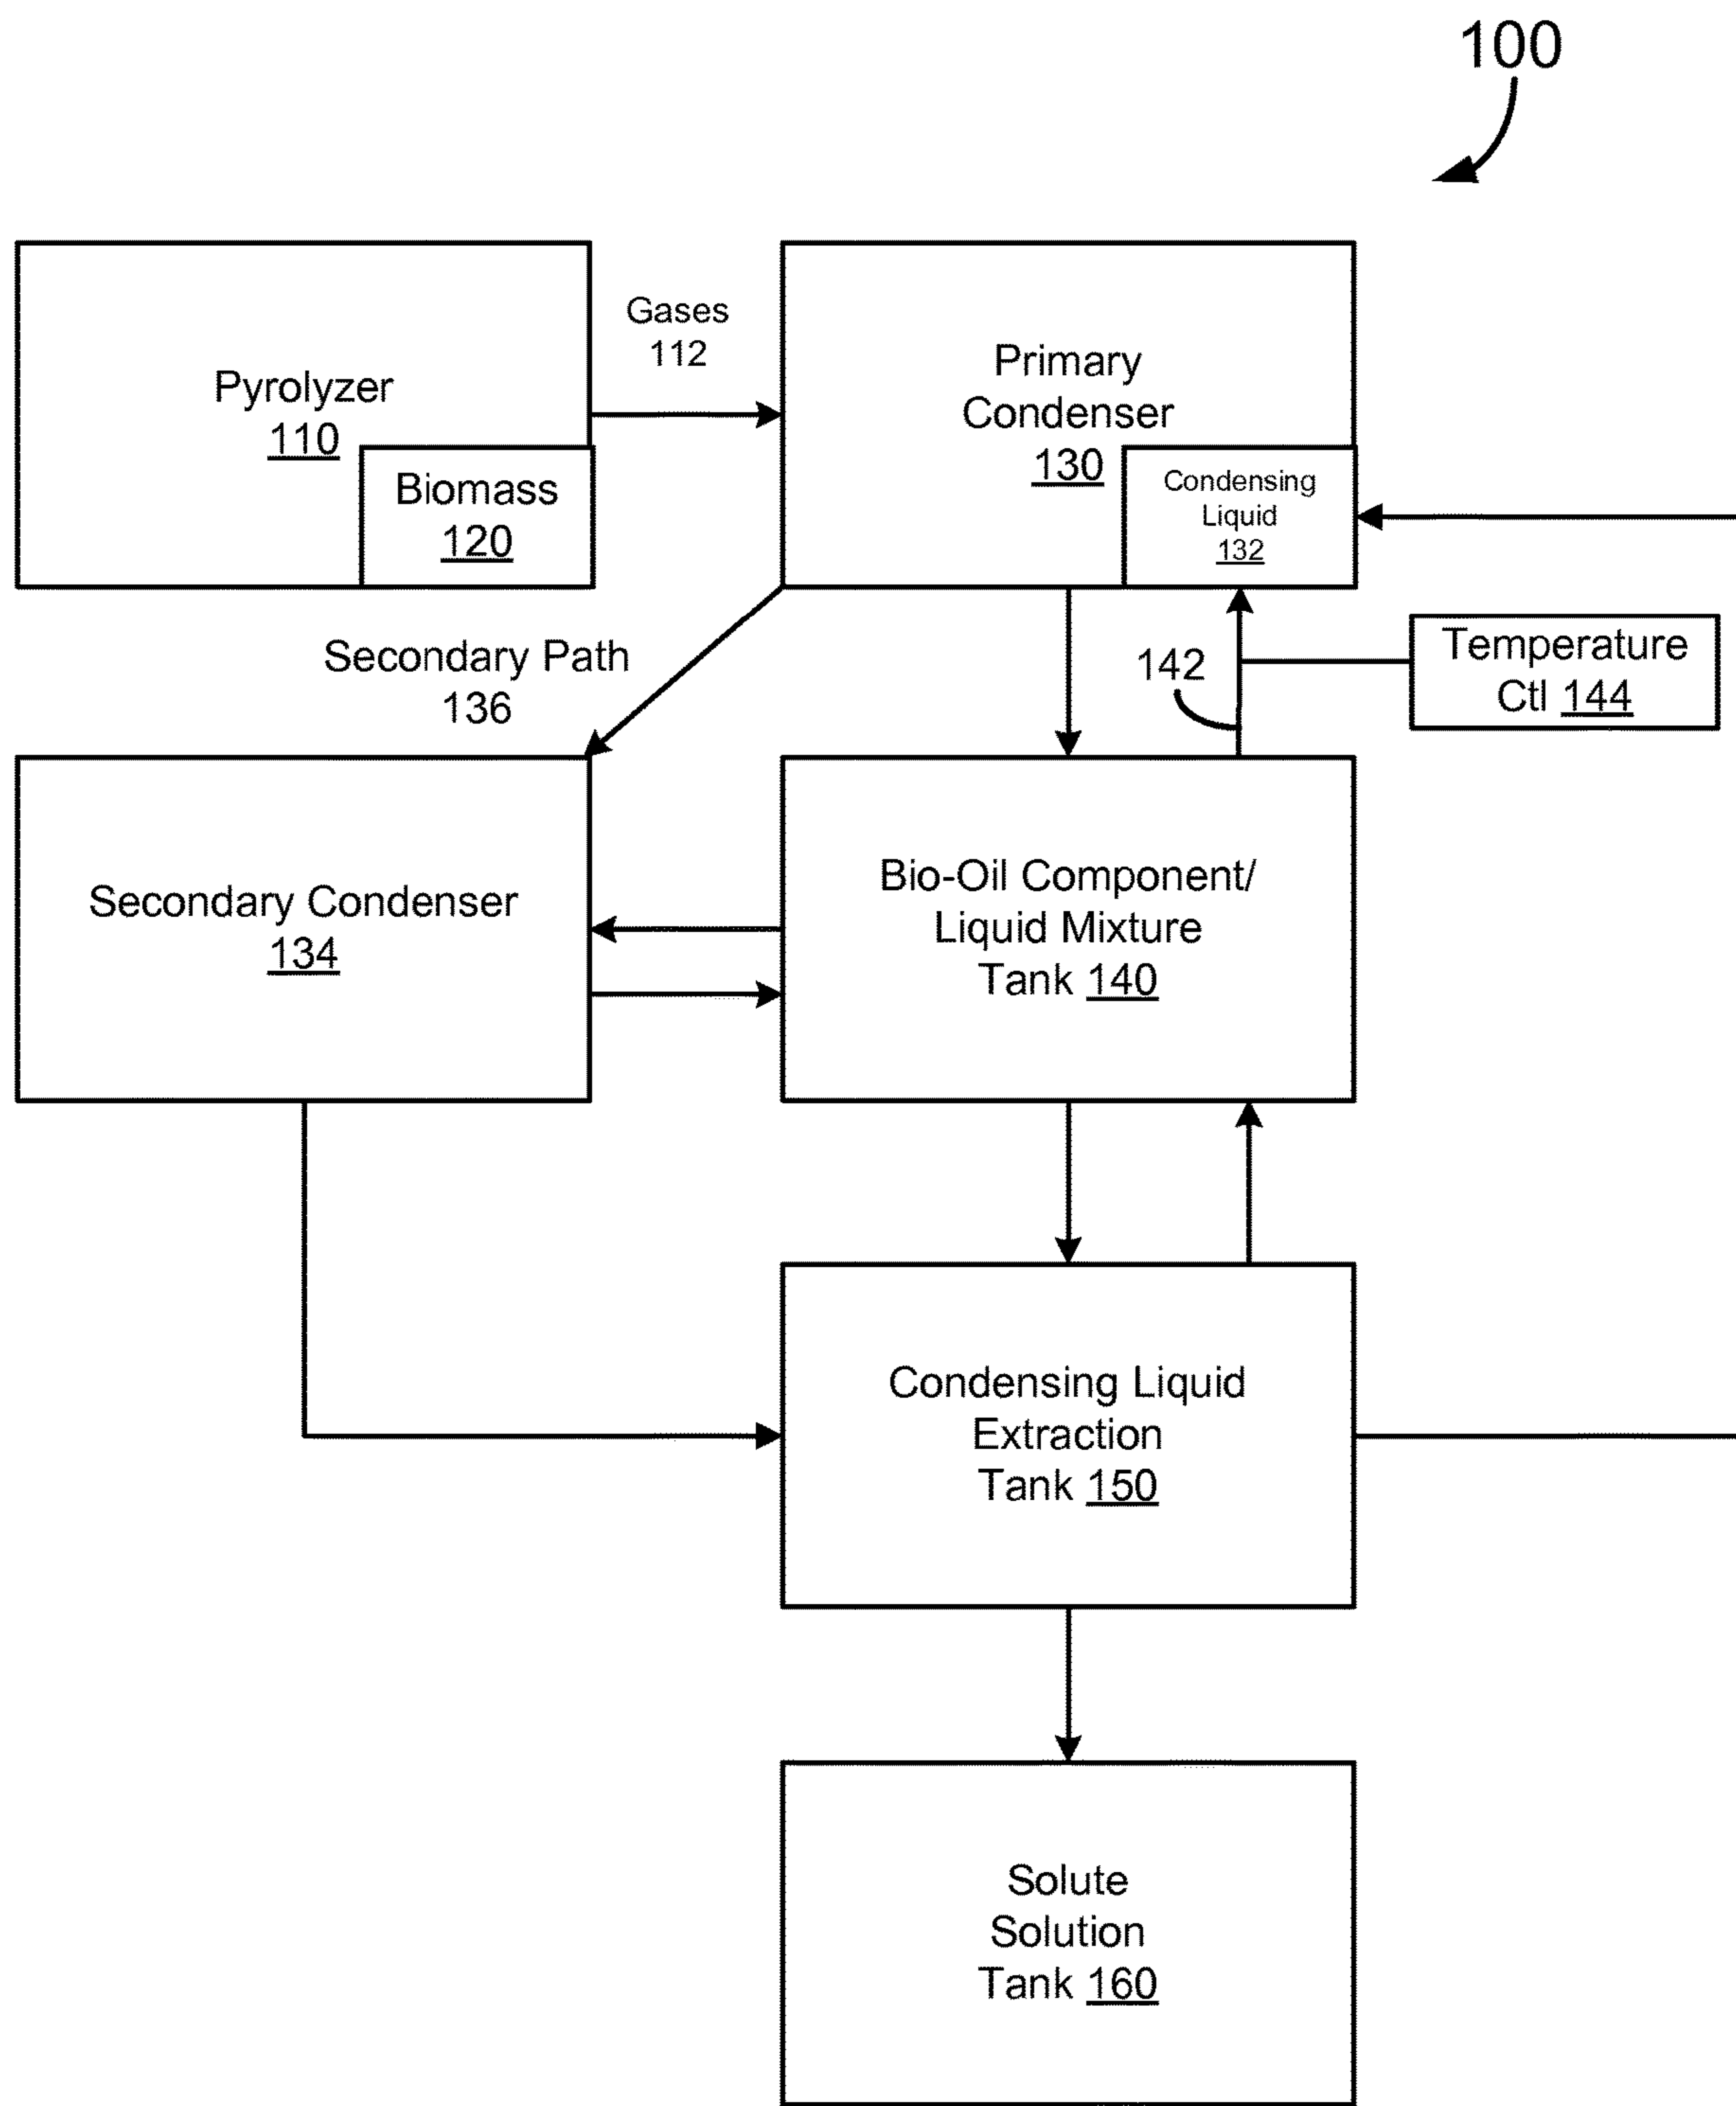 100
Gases
112
Pyrolyzer
110
Biomass
120
Primary
Condenser
130
Condensing
Liquid
132
Secondary Path
136
142
Temperature
Ctl 144
Secondary Condenser
134
Bio-Oil Component/
Liquid Mixture
Tank 140
Condensing Liquid
Extraction
Tank 150
Solute
Solution
Tank 160